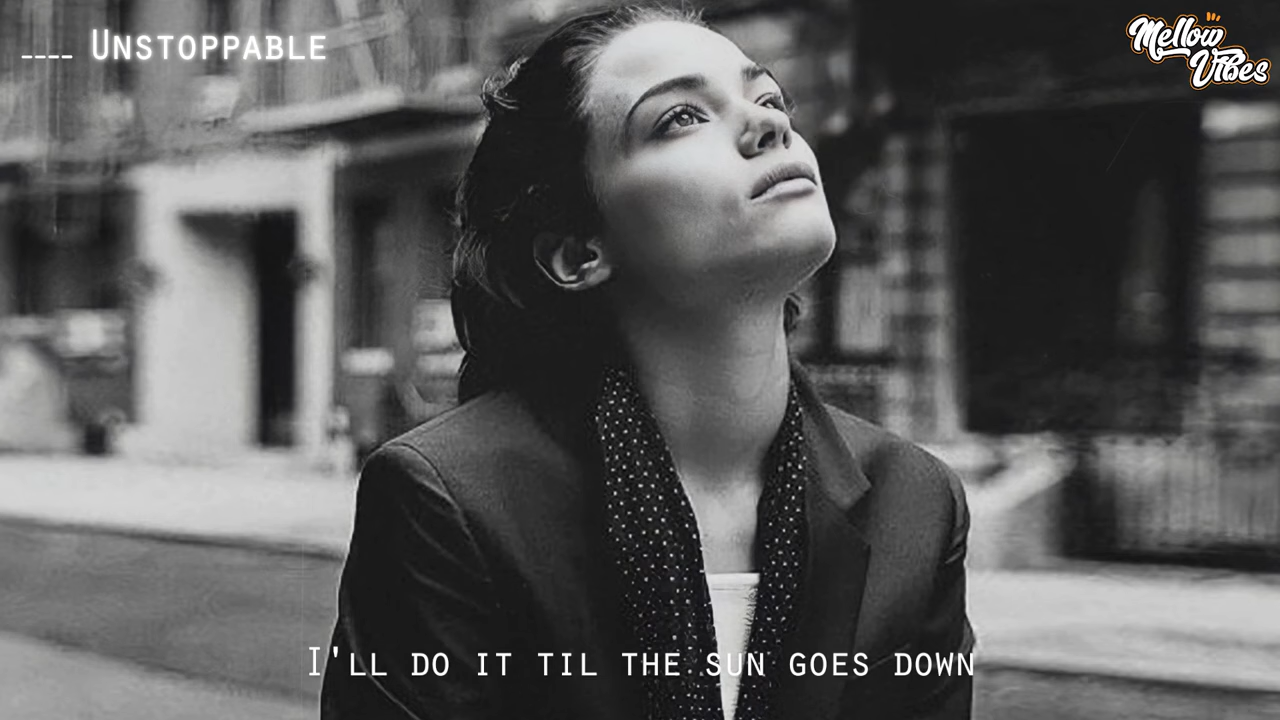 ____ Unstoppable
Mellow
Vibes
I'll do it til the sun goes down